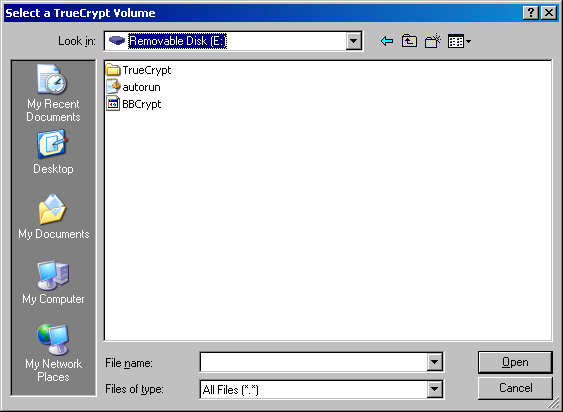 Select a TrueCrypt Volume
Look in: Removable Disk (E:
My Recent Documents
Desktop
My Documents
My Computer
My Network Places
TrueCrypt
autorun
BBCrypt
File name:
Open
Files of type: All Files (*.*)
Cancel